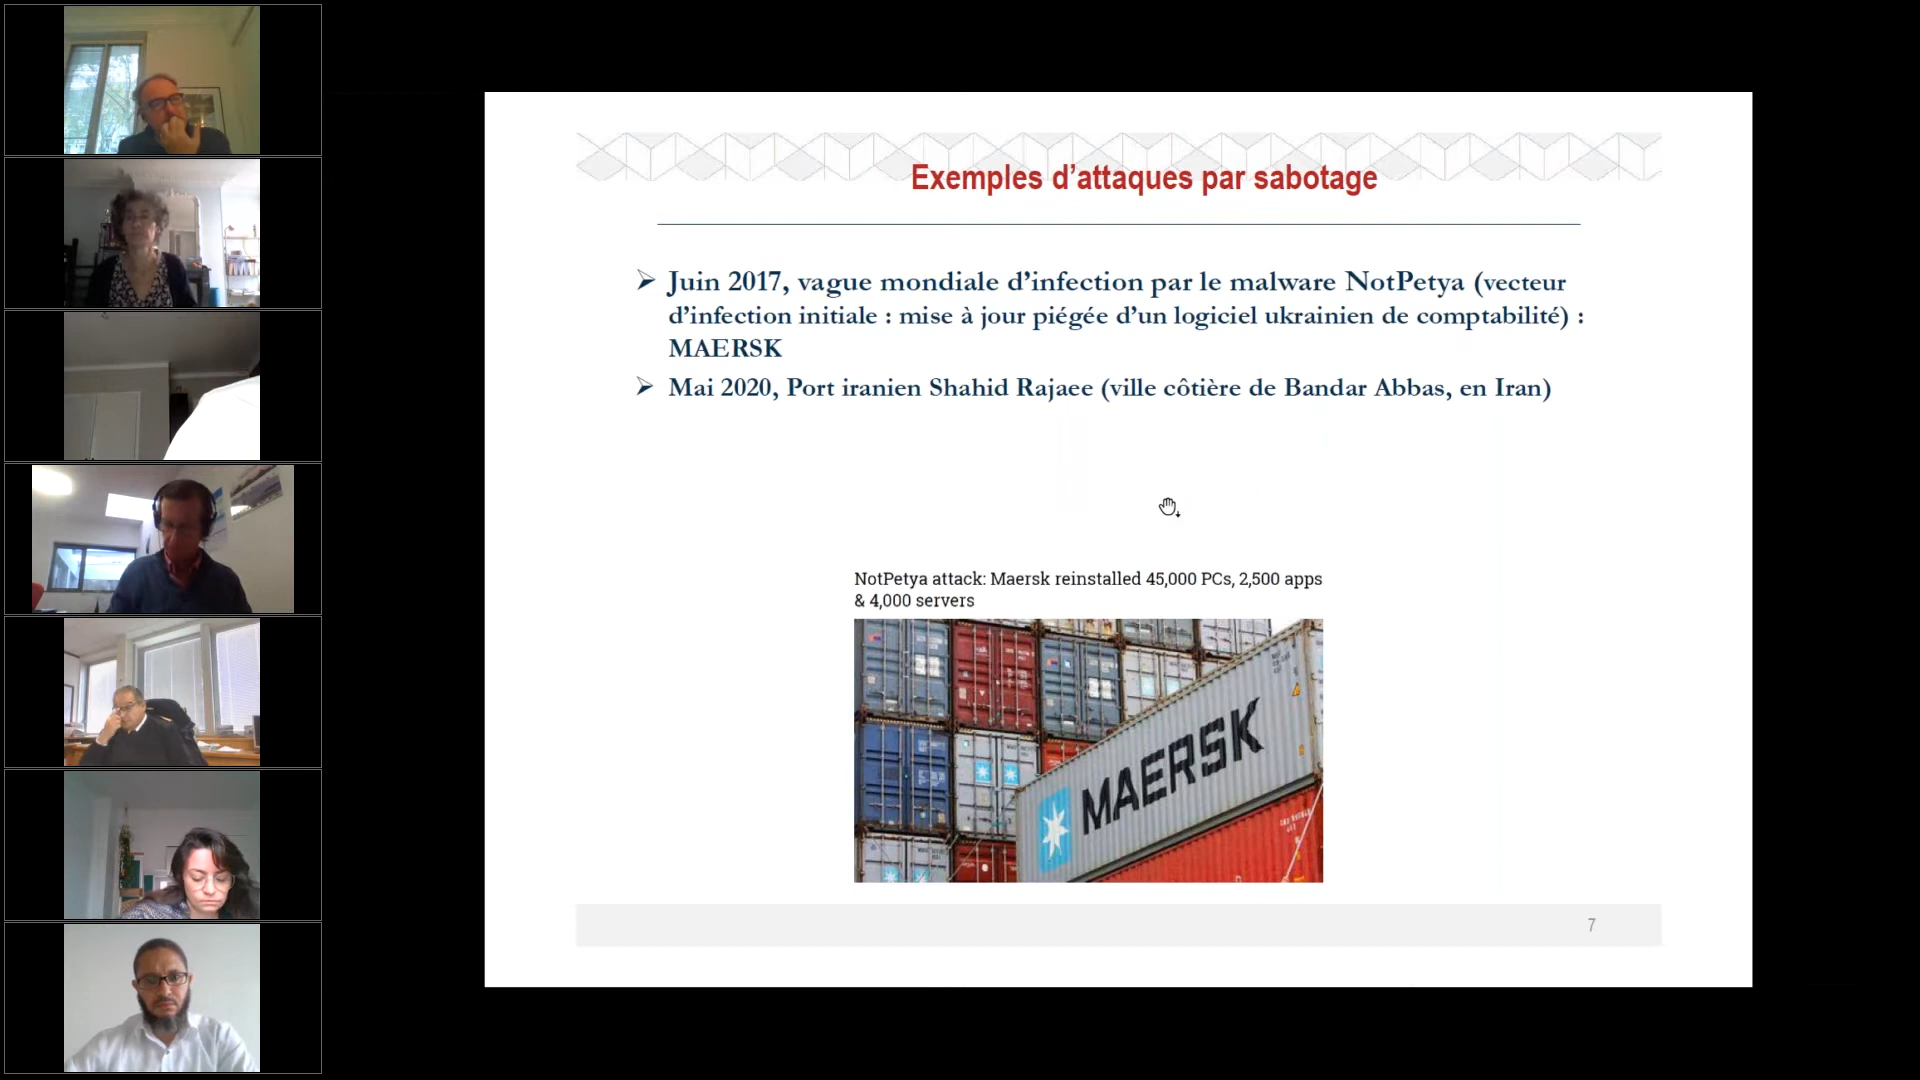 Exemples d’attaques par sabotage
Juin 2017, vague mondiale d’infection par le malware NotPetya (vecteur
d’infection initiale : mise à jour piégée d’un logiciel ukrainien de comptabilité) :
MAERSK
Mai 2020, Port iranien Shahid Rajaee (ville côtière de Bandar Abbas, en Iran)
NotPetya attack: Maersk reinstalled 45,000 PCs, 2,500 apps
& 4,000 servers
MAERSK
7